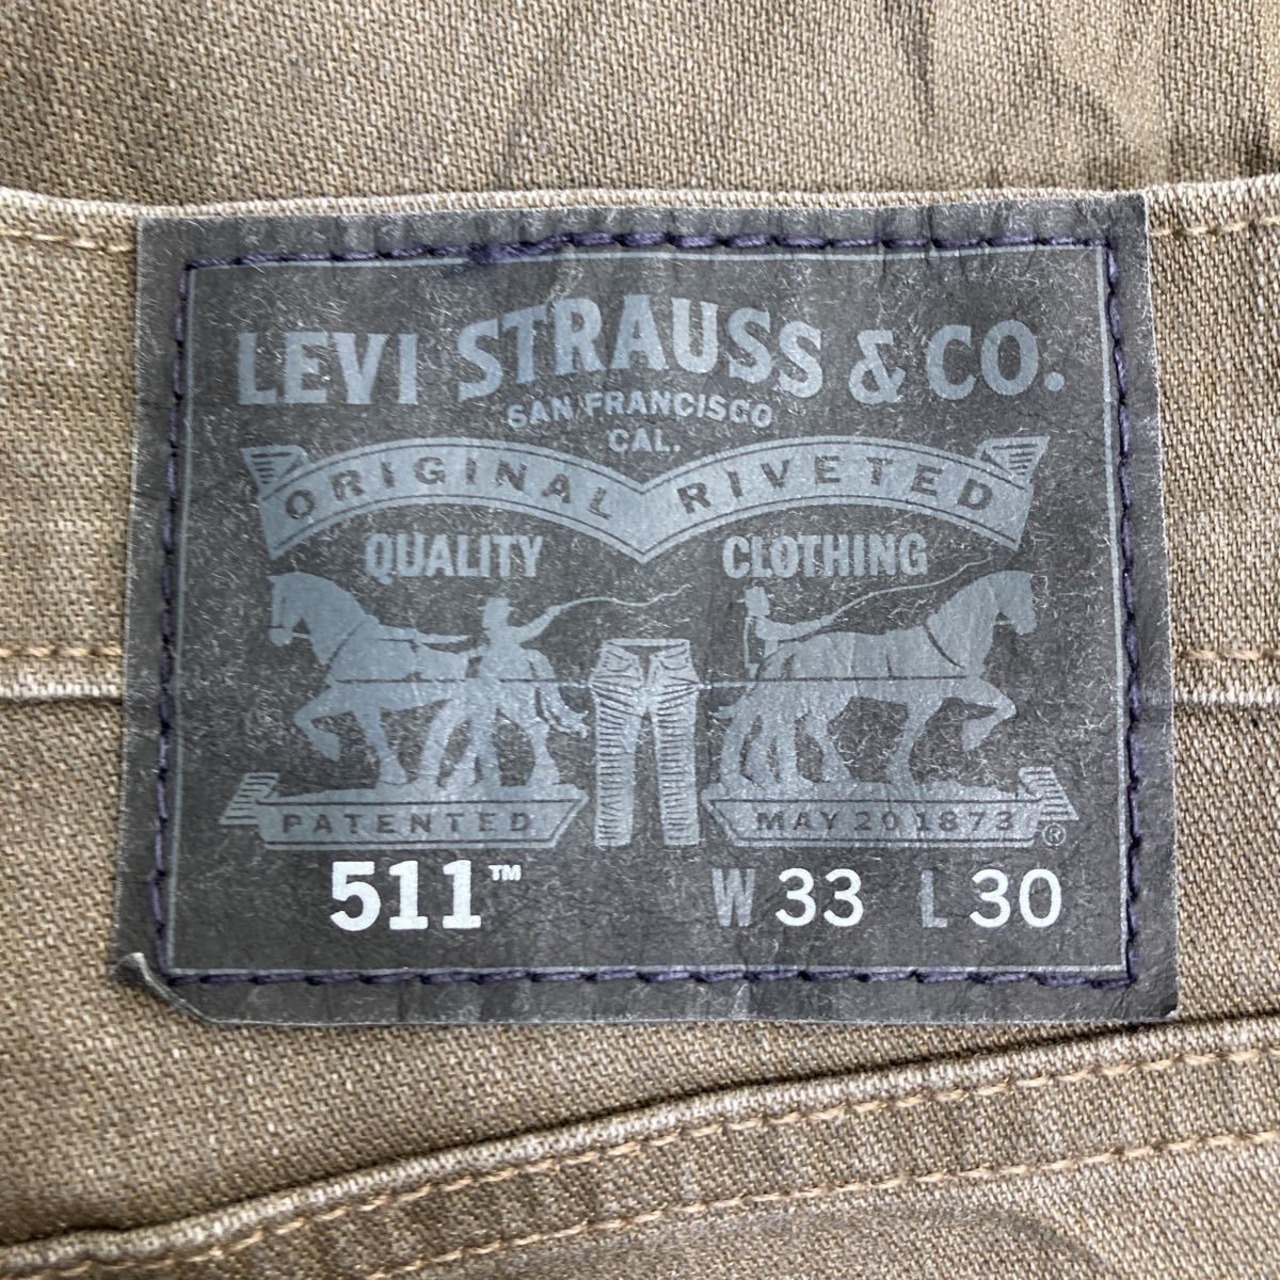 LEVI STRAUSS & CO.
SAN FRANCISCO
CAL.
ORIGINAL RIVETED
QUALITY CLOTHING
PATENTED MAY 20 1873 ®
511™ W 33 L 30